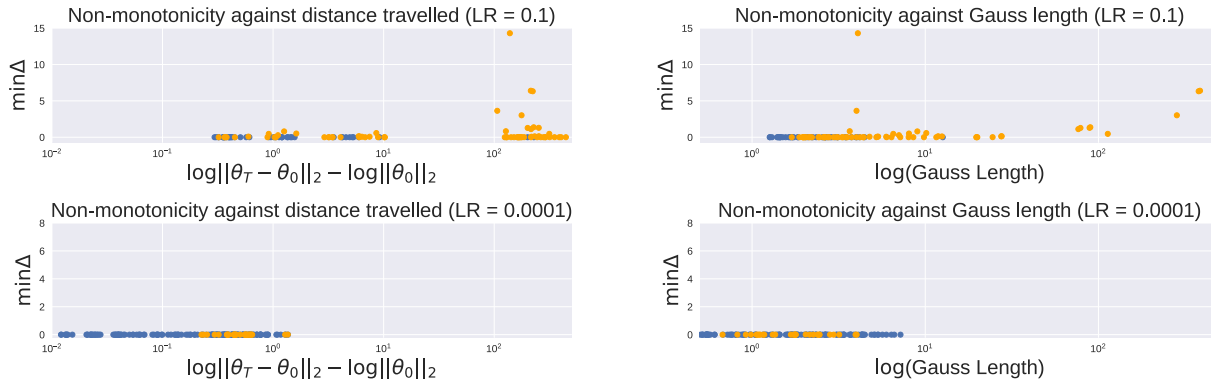 Non-monotonicity against distance travelled (LR = 0.1)
min∆
15
10
5
0
10⁻² 10⁻¹ 10⁰ 10¹ 10²
log||θ_T − θ_0||_2 − log||θ_0||_2
Non-monotonicity against Gauss length (LR = 0.1)
min∆
15
10
5
0
10⁰ 10¹ 10²
log(Gauss Length)
Non-monotonicity against distance travelled (LR = 0.0001)
min∆
8
6
4
2
0
10⁻² 10⁻¹ 10⁰ 10¹ 10²
log||θ_T − θ_0||_2 − log||θ_0||_2
Non-monotonicity against Gauss length (LR = 0.0001)
min∆
8
6
4
2
0
10⁰ 10¹ 10²
log(Gauss Length)